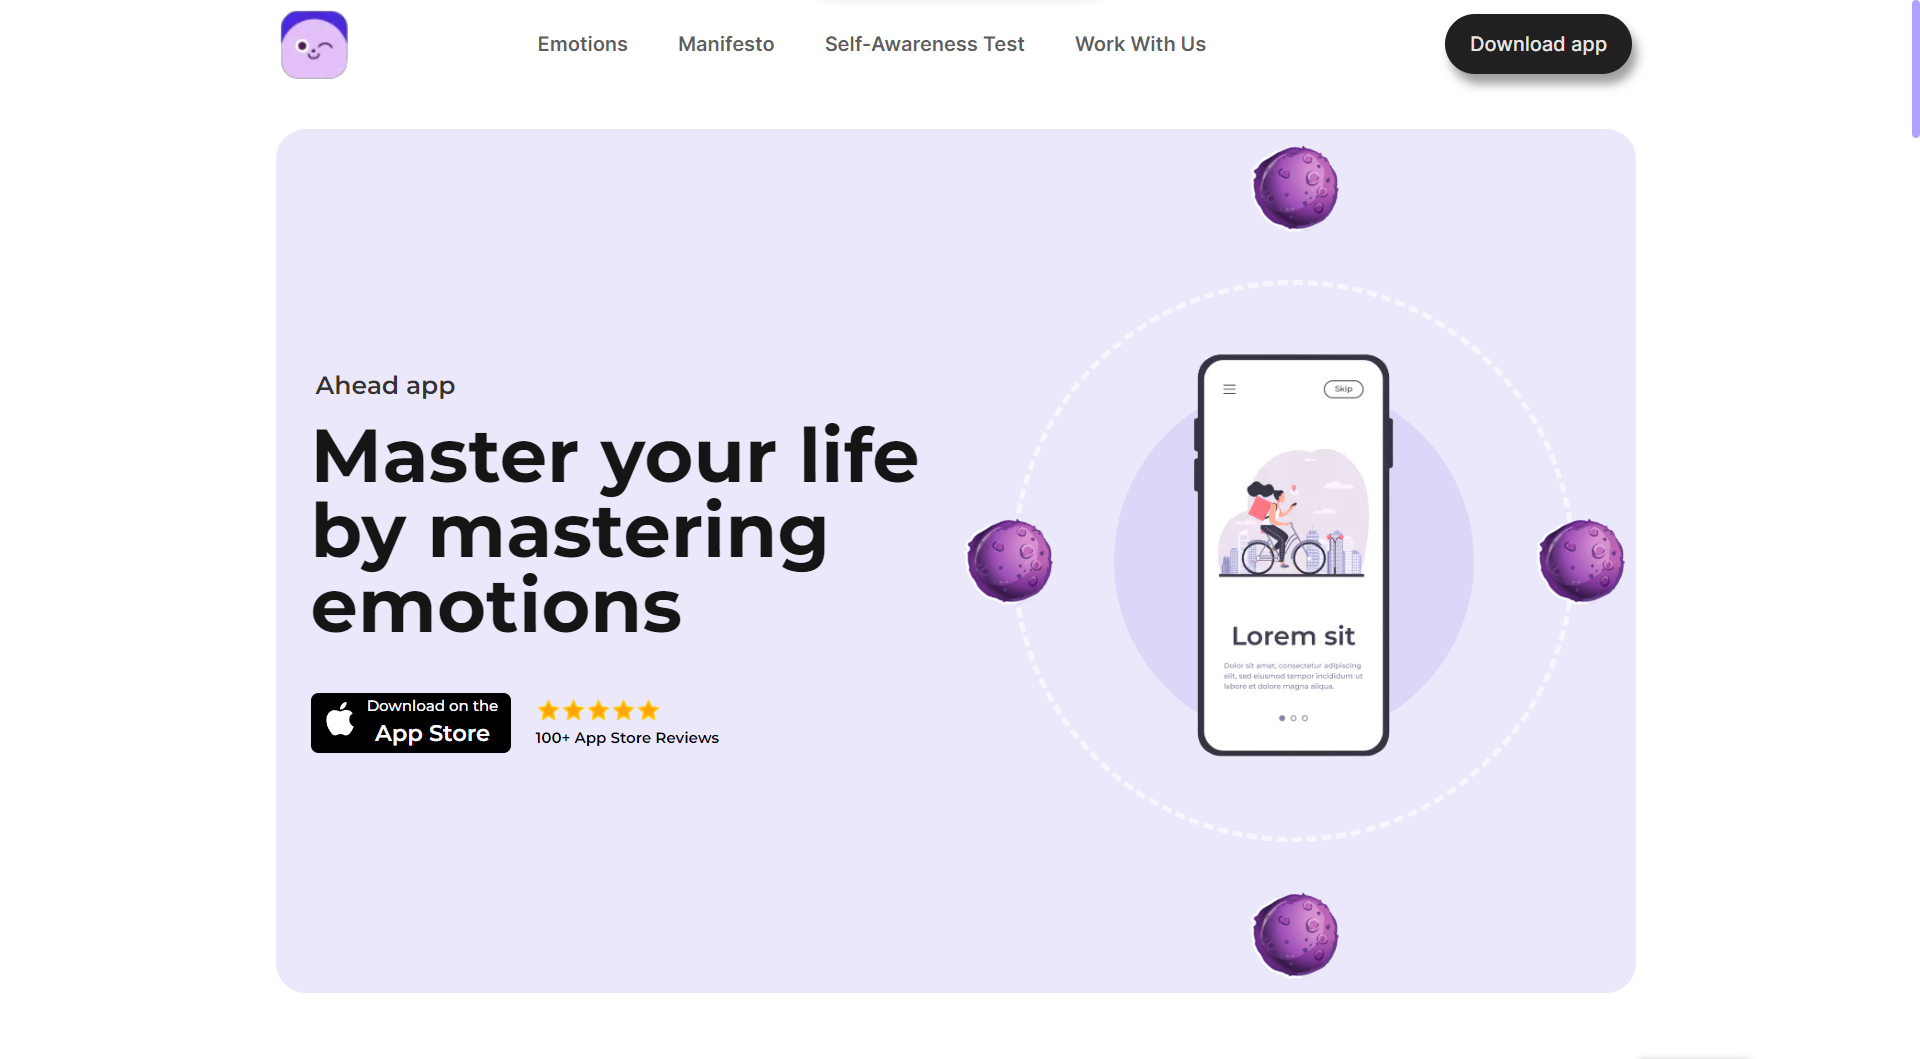 Emotions
Manifesto
Self-Awareness Test
Work With Us
Download app
Ahead app
Master your life
by mastering
emotions
Download on the
App Store
100+ App Store Reviews
Skip
Lorem sit
Dolor sit amet, consectetur adipiscing
elit, sed eiusmod tempor incididunt ut
labore et dolore magna aliqua.